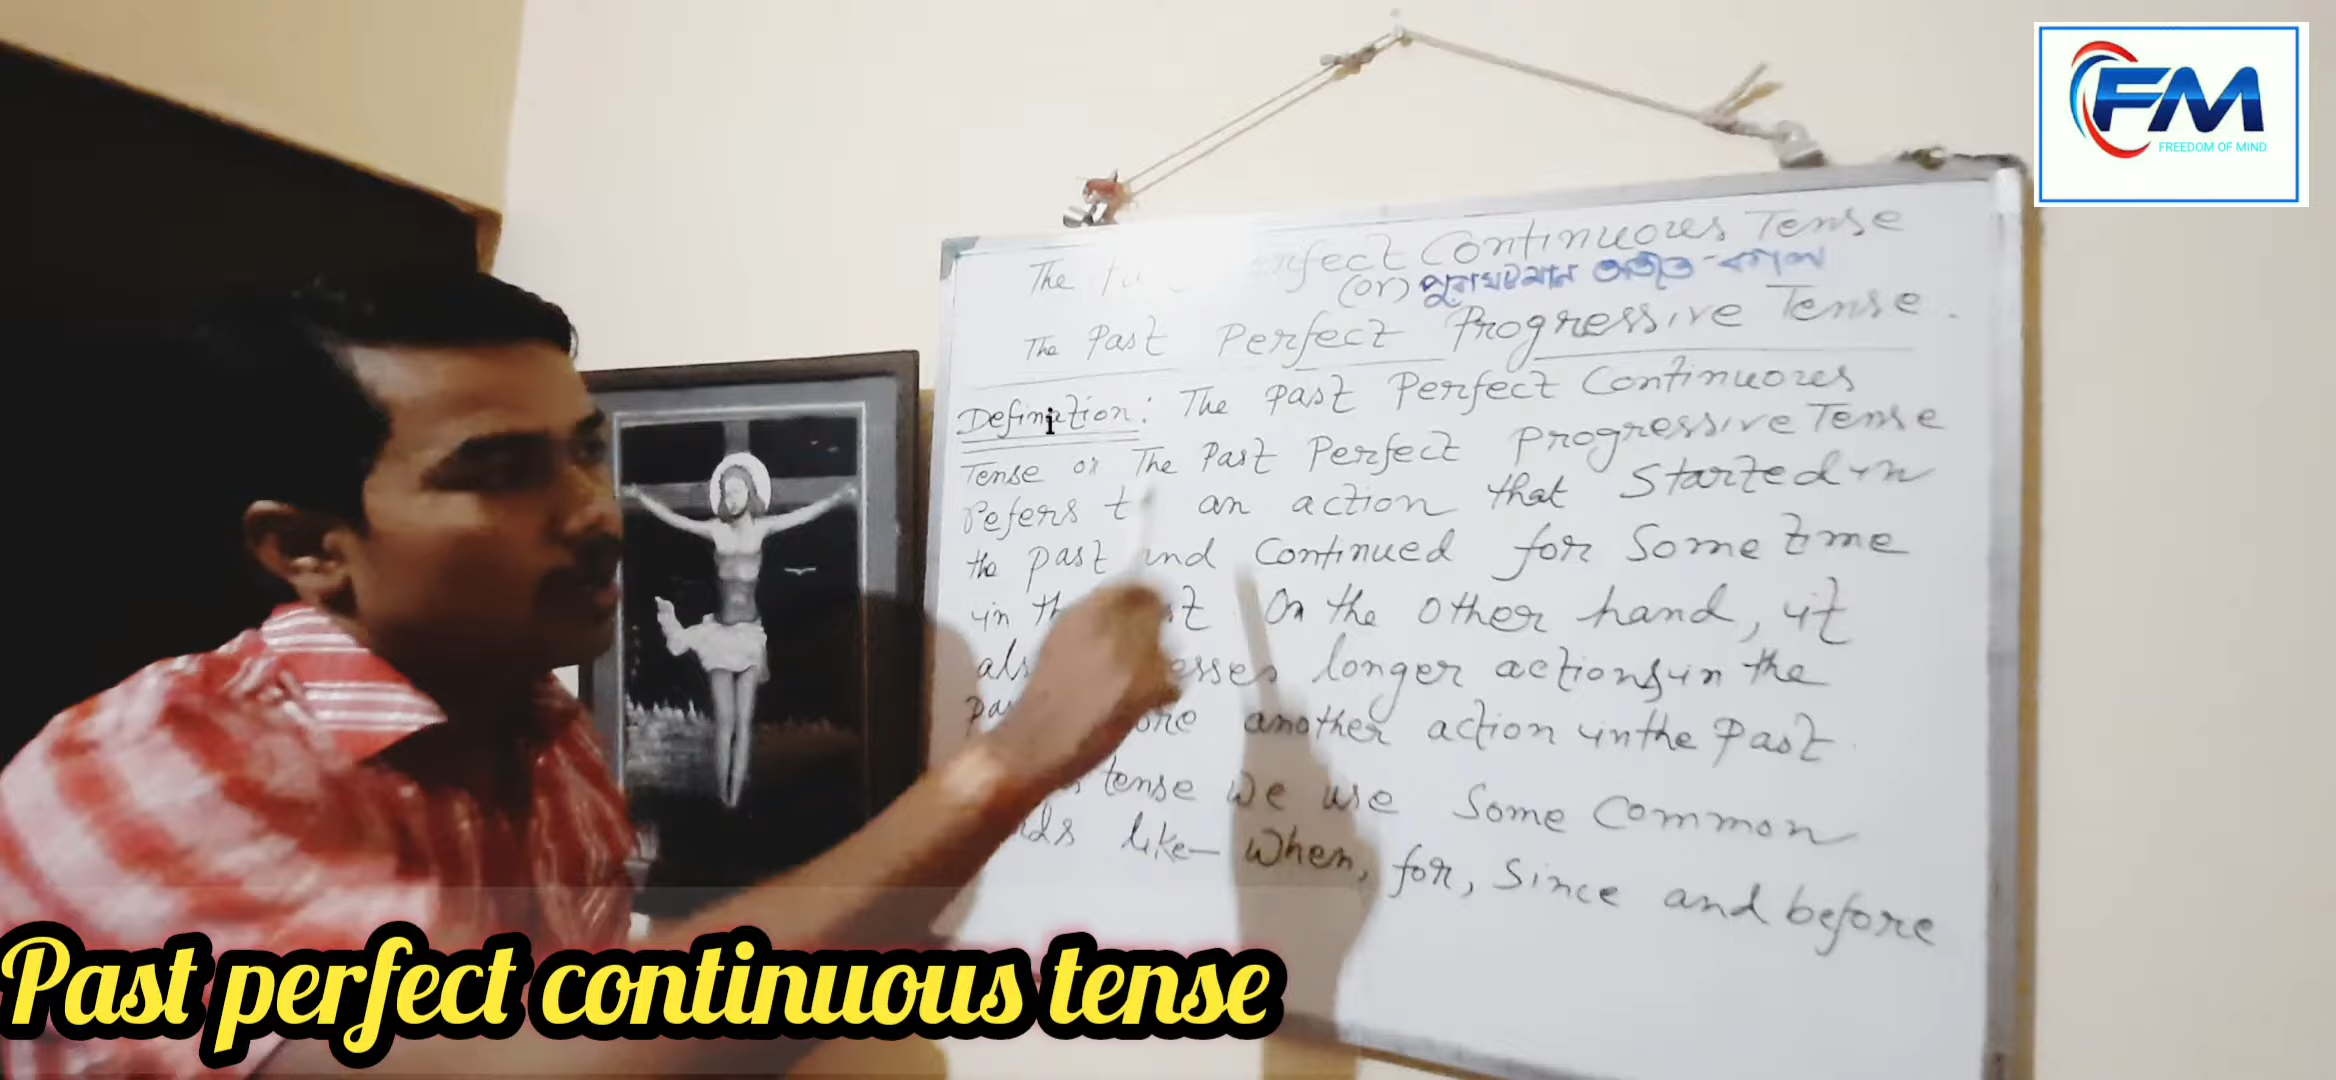 FM
FREEDOM OF MIND
The Perfect Continuous Tense
(or) পুরাঘটমান অতীত-কাল
The Past Perfect Progressive Tense.
Definition: The Past Perfect Continuous
Tense or The Past Perfect Progressive Tense
refers an action that started in
the past and continued for some time
in On the other hand, it
longer actions in the
another action in the past.
tense we use some common
like- when, for, since and before
Past perfect continuous tense